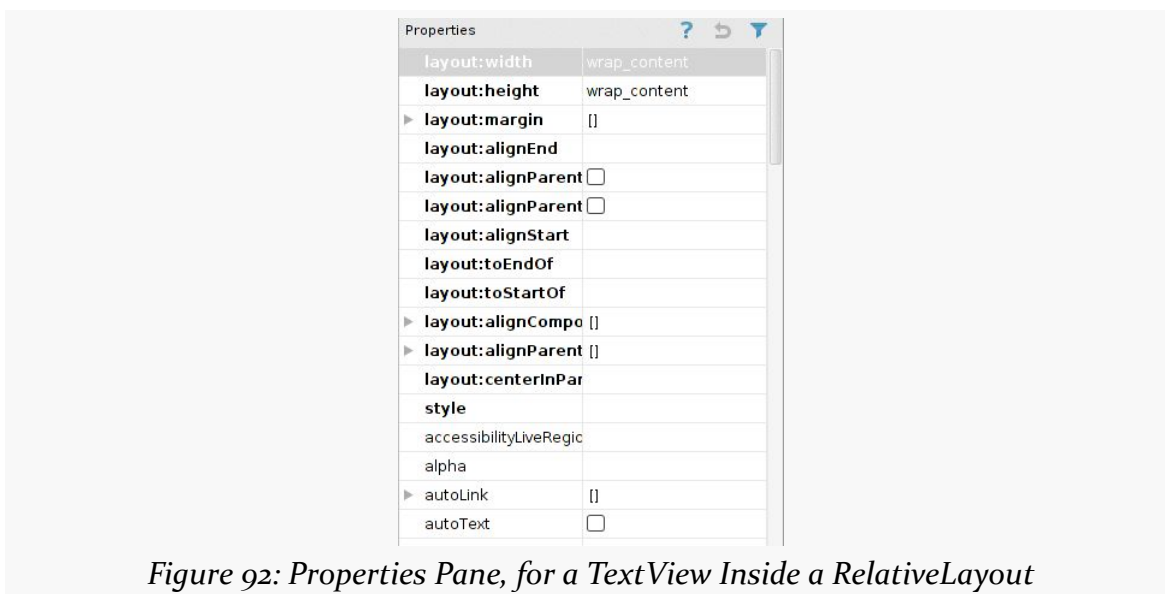 Properties ?
layout:width wrap_content
layout:height wrap_content
layout:margin []
layout:alignEnd
layout:alignParent
layout:alignParent
layout:alignStart
layout:toEndOf
layout:toStartOf
layout:alignCompo []
layout:alignParent []
layout:centerInPar
style
accessibilityLiveRegio
alpha
autoLink []
autoText
Figure 92: Properties Pane, for a TextView Inside a RelativeLayout